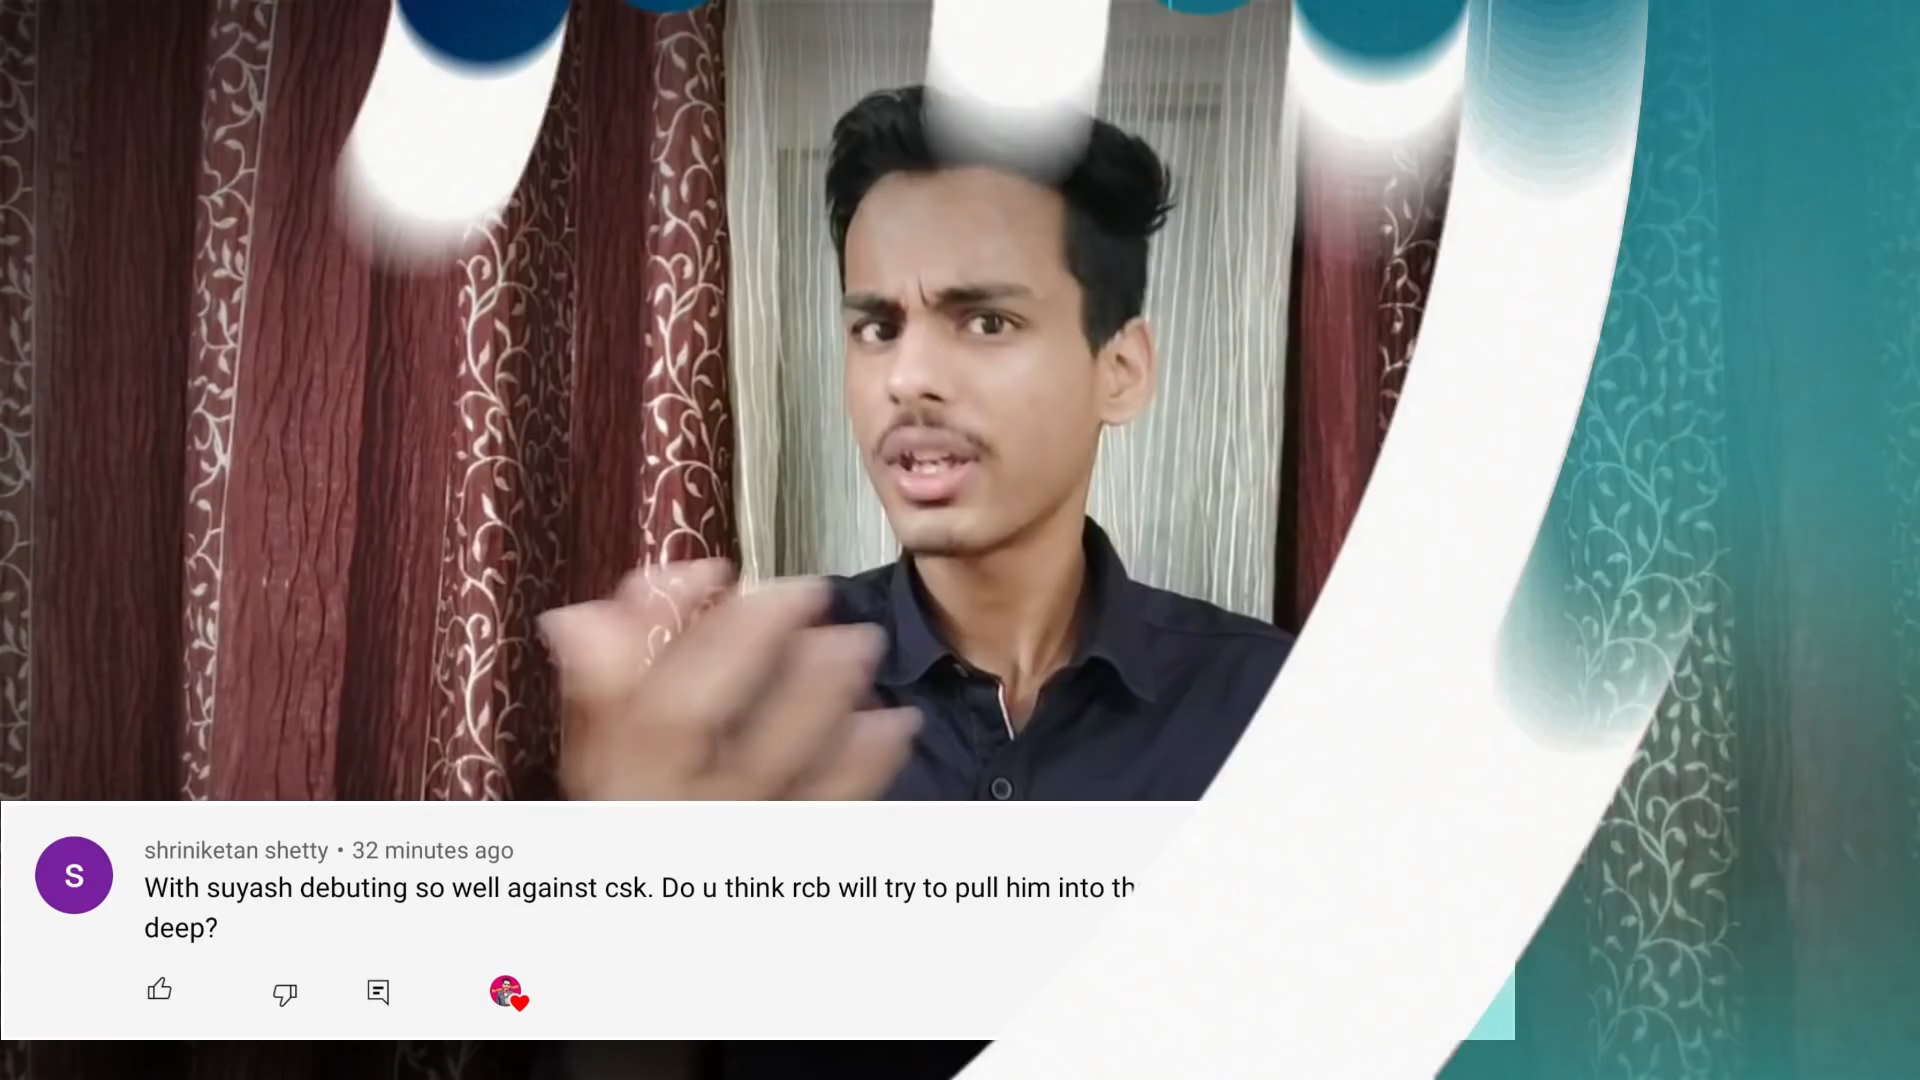 S
shriniketan shetty • 32 minutes ago
With suyash debuting so well against csk. Do u think rcb will try to pull him into
deep?